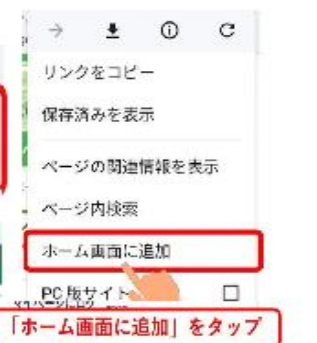 リンクをコピー
保存済みを表示
ページの関連情報を表示
ページ内検索
ホーム画面に追加
PC版サイト
「ホーム画面に追加」をタップ